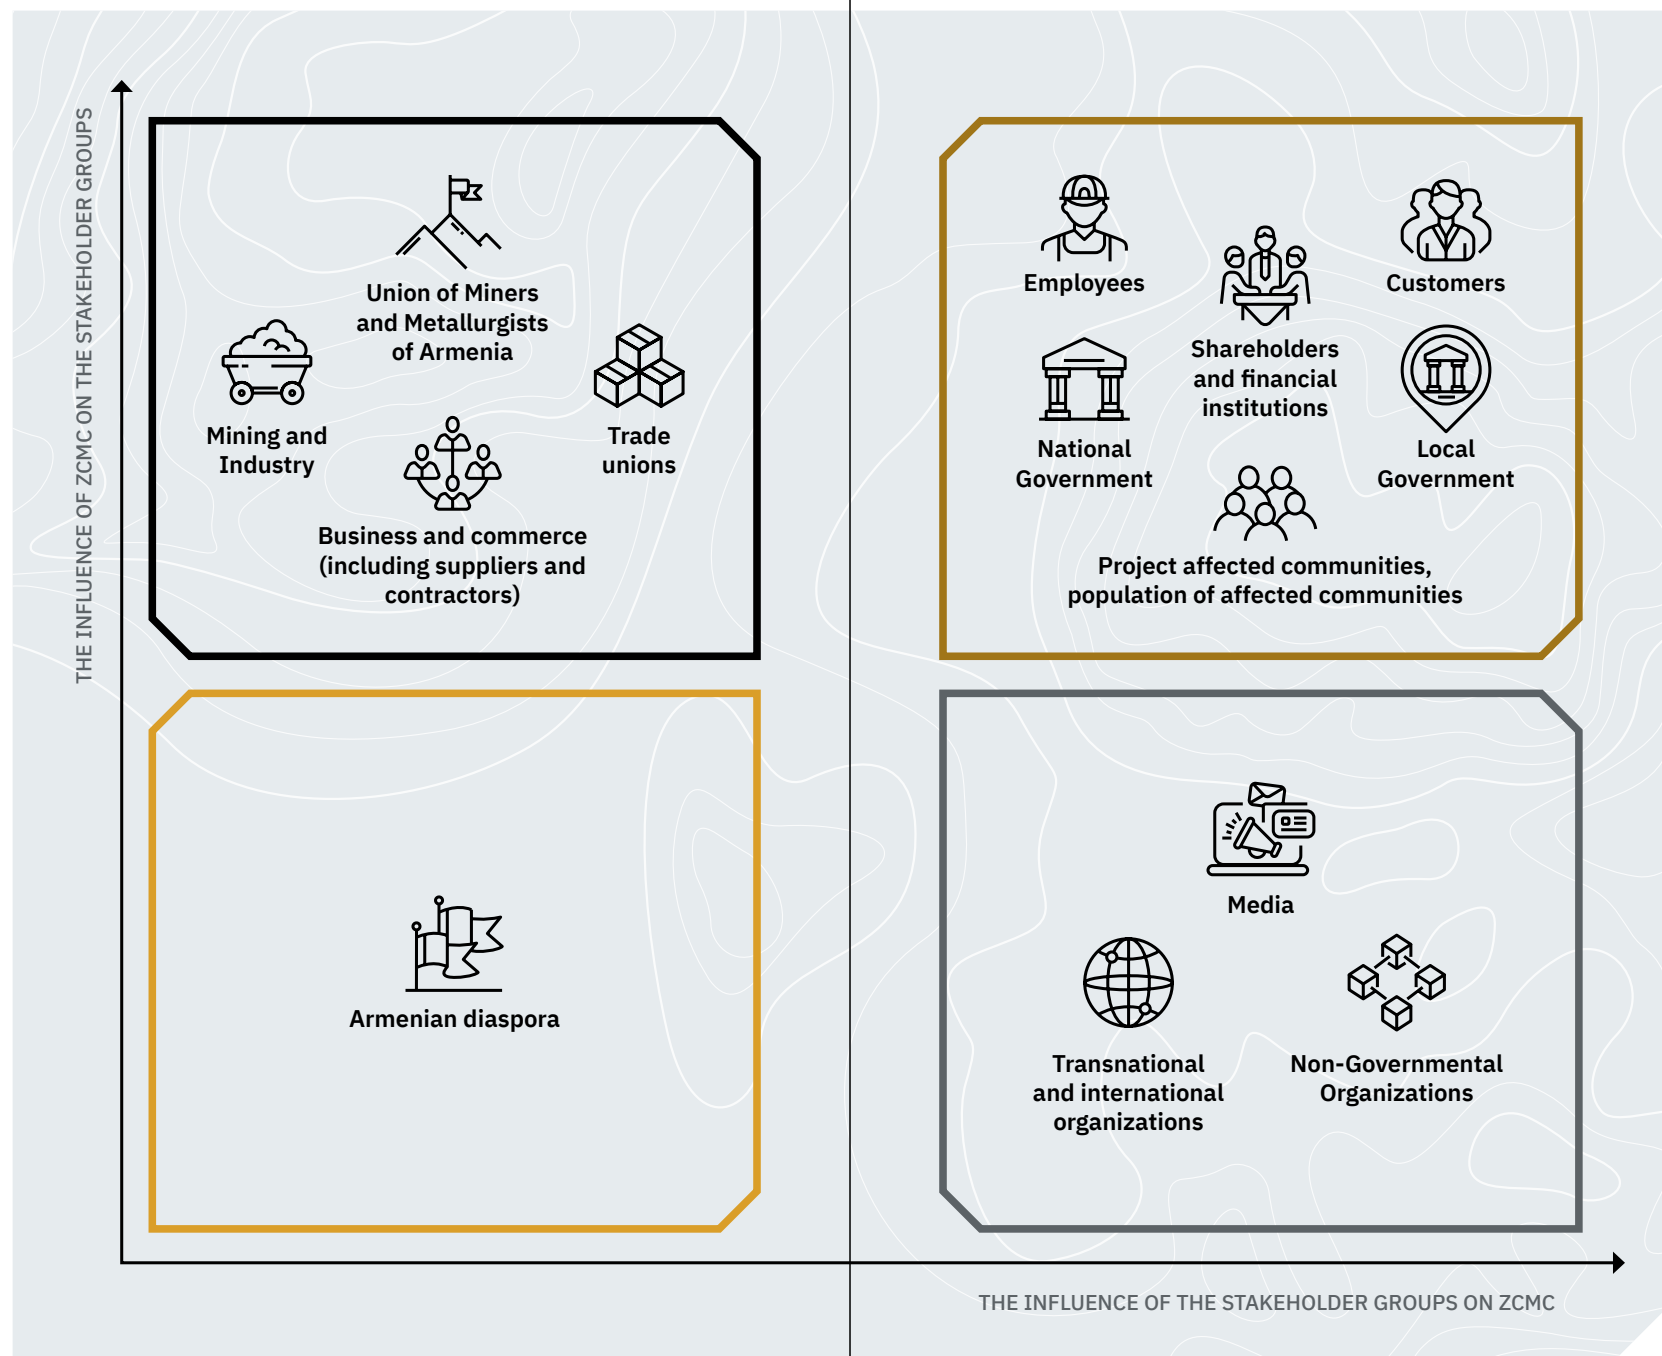 THE INFLUENCE OF ZCMC ON THE STAKEHOLDER GROUPS
Union of Miners
and Metallurgists
of Armenia
Mining and
Industry
Trade
unions
Business and commerce
(including suppliers and
contractors)
Employees
Customers
Shareholders
and financial
institutions
National
Government
Local
Government
Project affected communities,
population of affected communities
Armenian diaspora
Media
Transnational
and international
organizations
Non-Governmental
Organizations
THE INFLUENCE OF THE STAKEHOLDER GROUPS ON ZCMC